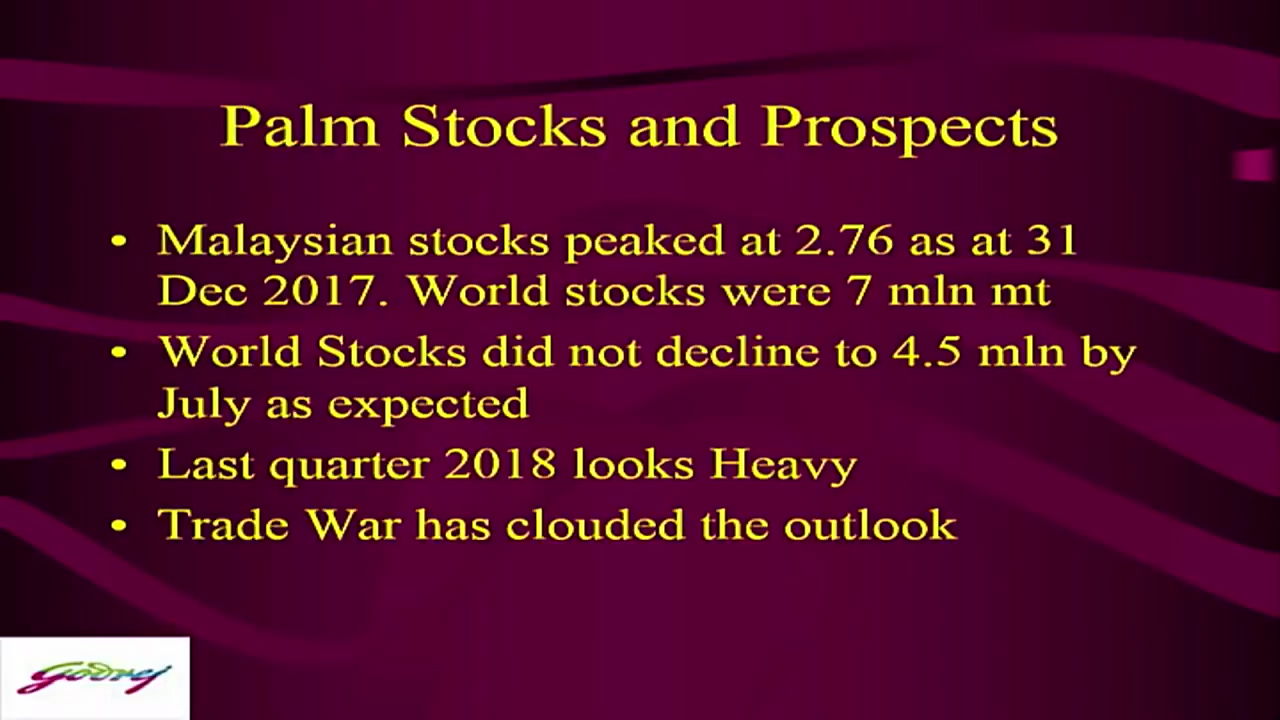 Palm Stocks and Prospects
• Malaysian stocks peaked at 2.76 as at 31
Dec 2017. World stocks were 7 mln mt
• World Stocks did not decline to 4.5 mln by
July as expected
• Last quarter 2018 looks Heavy
• Trade War has clouded the outlook
Godrej